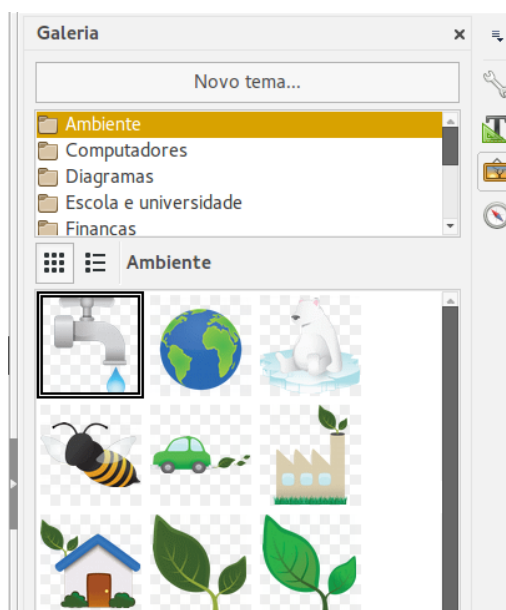 Galeria
Novo tema...
Ambiente
Computadores
Diagramas
Escola e universidade
Finanças
Ambiente